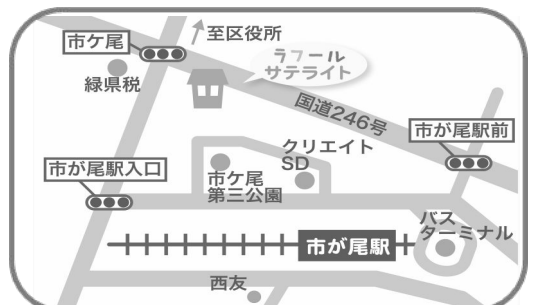 市ケ尾
至区役所
ラフール
サテライト
緑県税
国道246号
市が尾駅前
クリエイト
SD
市が尾駅入口
市ケ尾
第三公園
バス
ターミナル
市が尾駅
西友